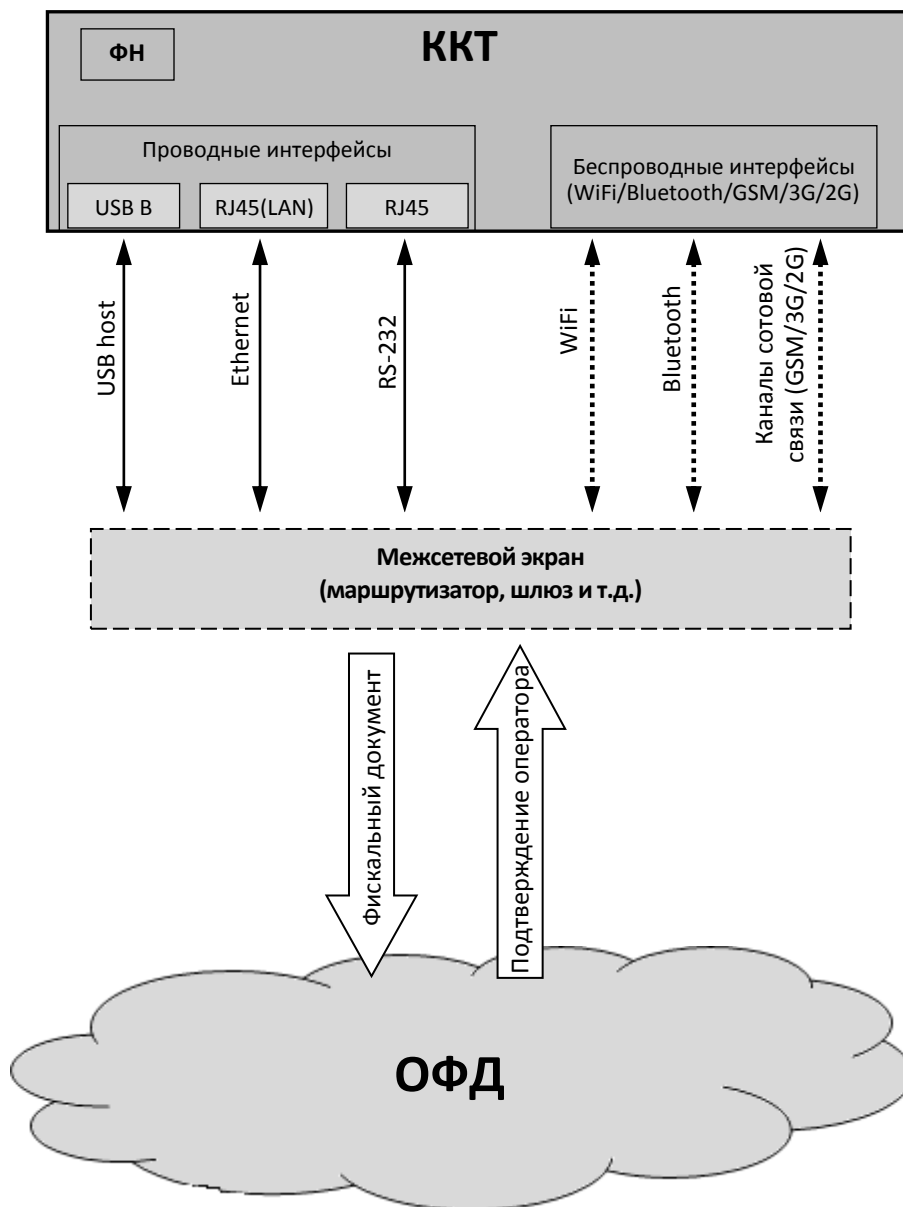 ФН
ККТ
Проводные интерфейсы
USB B
RJ45(LAN)
RJ45
Беспроводные интерфейсы
(WiFi/Bluetooth/GSM/3G/2G)
USB host
Ethernet
RS-232
WiFi
Bluetooth
Каналы сотовой
связи (GSM/3G/2G)
Межсетевой экран
(маршрутизатор, шлюз и т.д.)
Фискальный документ
Подтверждение оператора
ОФД